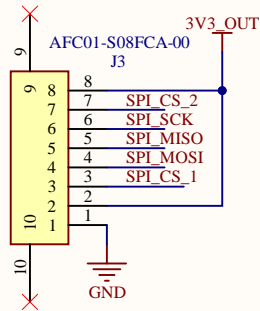 3V3_OUT
AFC01-S08FCA-00
J3
9
9
8 8
7 7 SPI_CS_2
6 6 SPI_SCK
5 5 SPI_MISO
4 4 SPI_MOSI
3 3 SPI_CS_1
2 2
1 1
10
10
GND